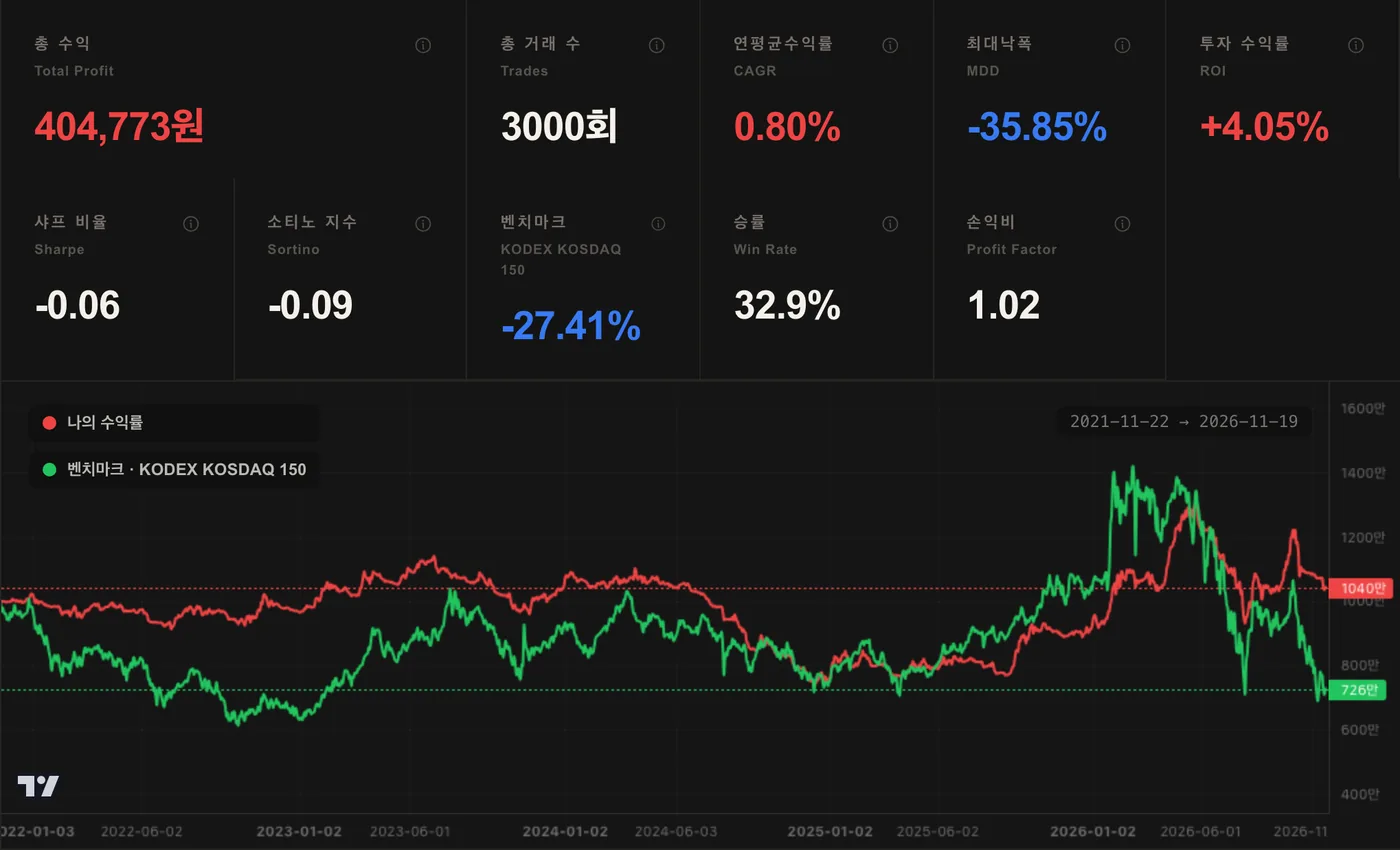 총 수익
Total Profit
404,773원
총 거래 수
Trades
3000회
연평균수익률
CAGR
0.80%
최대낙폭
MDD
-35.85%
투자 수익률
ROI
+4.05%
샤프 비율
Sharpe
-0.06
소티노 지수
Sortino
-0.09
벤치마크
KODEX KOSDAQ
150
-27.41%
승률
Win Rate
32.9%
손익비
Profit Factor
1.02
나의 수익률
벤치마크 · KODEX KOSDAQ 150
2021-11-22 → 2026-11-19
1600만
1400만
1200만
1040만
1000만
800만
726만
600만
400만
022-01-03
2022-06-02
2023-01-02
2023-06-01
2024-01-02
2024-06-03
2025-01-02
2025-06-02
2026-01-02
2026-06-01
2026-11